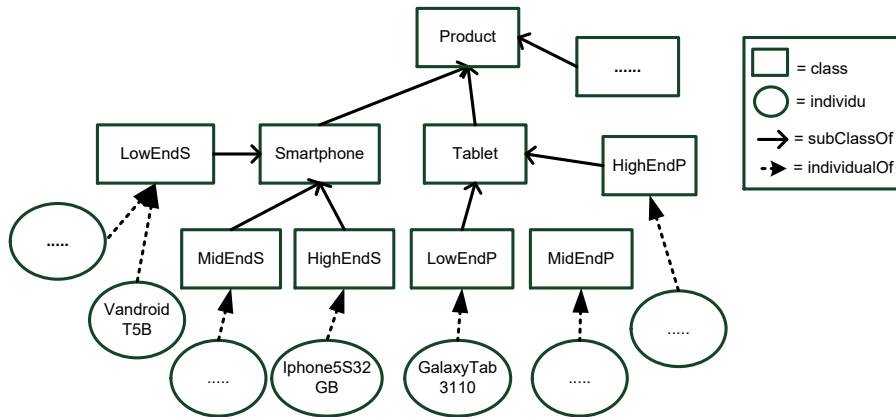 Product
......
= class
= individu
= subClassOf
= individualOf
LowEndS
Smartphone
Tablet
HighEndP
.....
MidEndS
HighEndS
LowEndP
MidEndP
Vandroid
T5B
.....
Iphone5S32
GB
GalaxyTab
3110
.....
.....